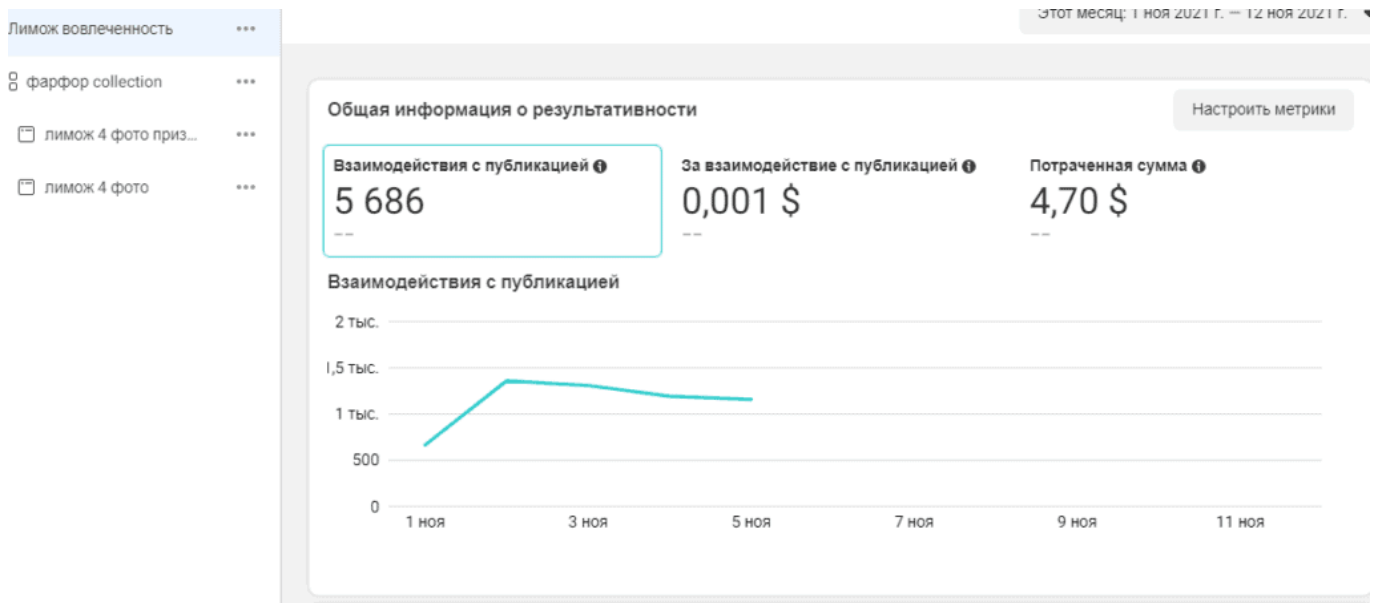 Этот месяц: 1 ноя 2021 г. — 12 ноя 2021 г.
Лимож вовлеченность
фарфор collection
лимож 4 фото приз...
лимож 4 фото
Общая информация о результативности
Настроить метрики
Взаимодействия с публикацией
5 686
--
За взаимодействие с публикацией
0,001 $
--
Потраченная сумма
4,70 $
--
Взаимодействия с публикацией
2 тыс.
1,5 тыс.
1 тыс.
500
0
1 ноя 3 ноя 5 ноя 7 ноя 9 ноя 11 ноя